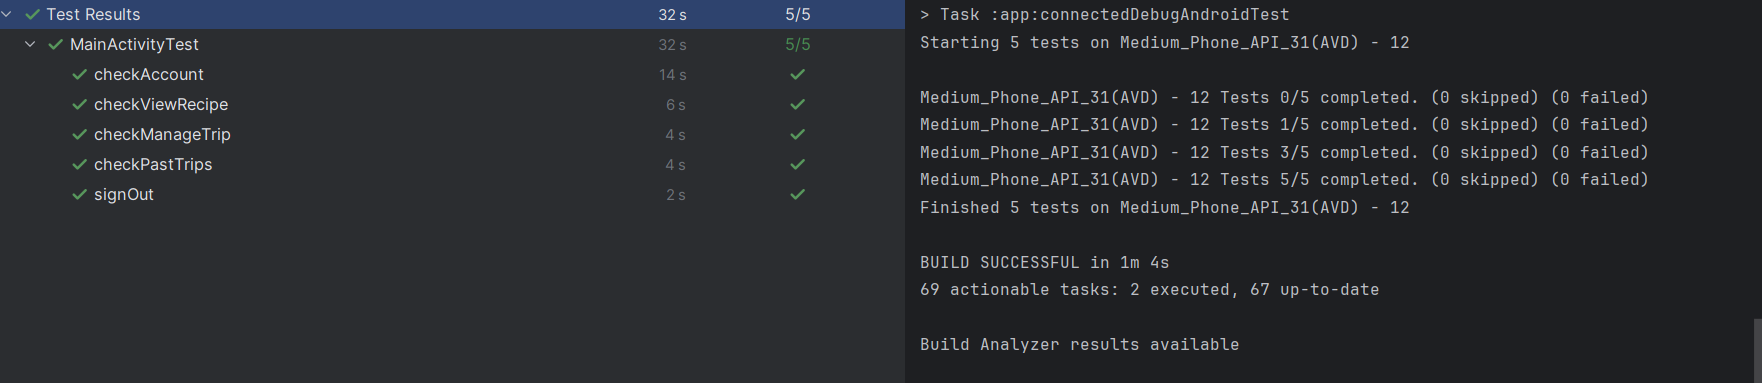 Test Results 32 s 5/5
MainActivityTest 32 s 5/5
checkAccount 14 s
checkViewRecipe 6 s
checkManageTrip 4 s
checkPastTrips 4 s
signOut 2 s
> Task :app:connectedDebugAndroidTest
Starting 5 tests on Medium_Phone_API_31(AVD) - 12
Medium_Phone_API_31(AVD) - 12 Tests 0/5 completed. (0 skipped) (0 failed)
Medium_Phone_API_31(AVD) - 12 Tests 1/5 completed. (0 skipped) (0 failed)
Medium_Phone_API_31(AVD) - 12 Tests 3/5 completed. (0 skipped) (0 failed)
Medium_Phone_API_31(AVD) - 12 Tests 5/5 completed. (0 skipped) (0 failed)
Finished 5 tests on Medium_Phone_API_31(AVD) - 12
BUILD SUCCESSFUL in 1m 4s
69 actionable tasks: 2 executed, 67 up-to-date
Build Analyzer results available